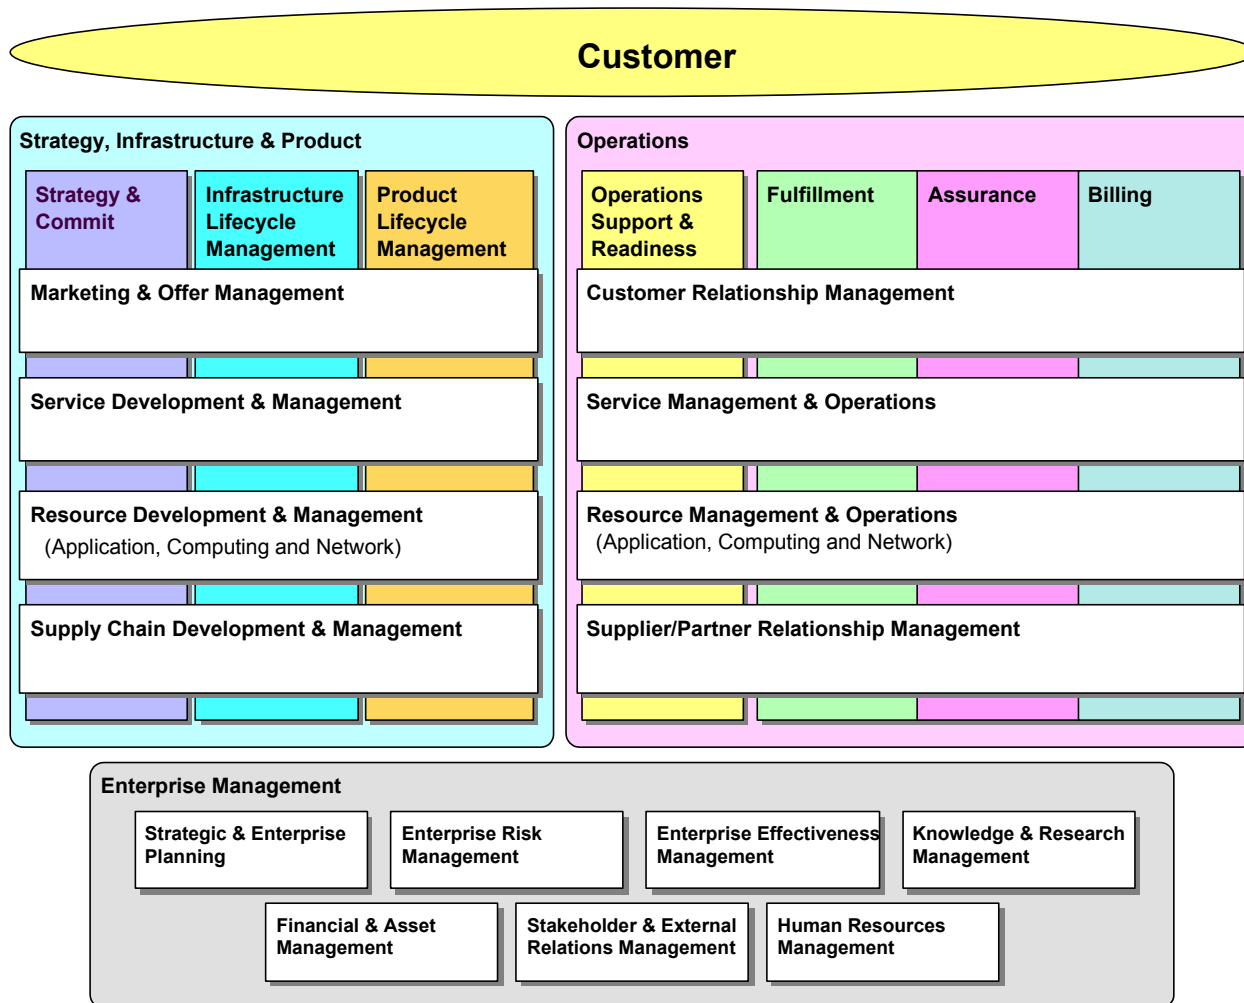 Customer
Strategy, Infrastructure & Product
Strategy &
Commit
Infrastructure
Lifecycle
Management
Product
Lifecycle
Management
Marketing & Offer Management
Service Development & Management
Resource Development & Management
(Application, Computing and Network)
Supply Chain Development & Management
Operations
Operations
Support &
Readiness
Fulfillment
Assurance
Billing
Customer Relationship Management
Service Management & Operations
Resource Management & Operations
(Application, Computing and Network)
Supplier/Partner Relationship Management
Enterprise Management
Strategic & Enterprise
Planning
Enterprise Risk
Management
Enterprise Effectiveness
Management
Knowledge & Research
Management
Financial & Asset
Management
Stakeholder & External
Relations Management
Human Resources
Management